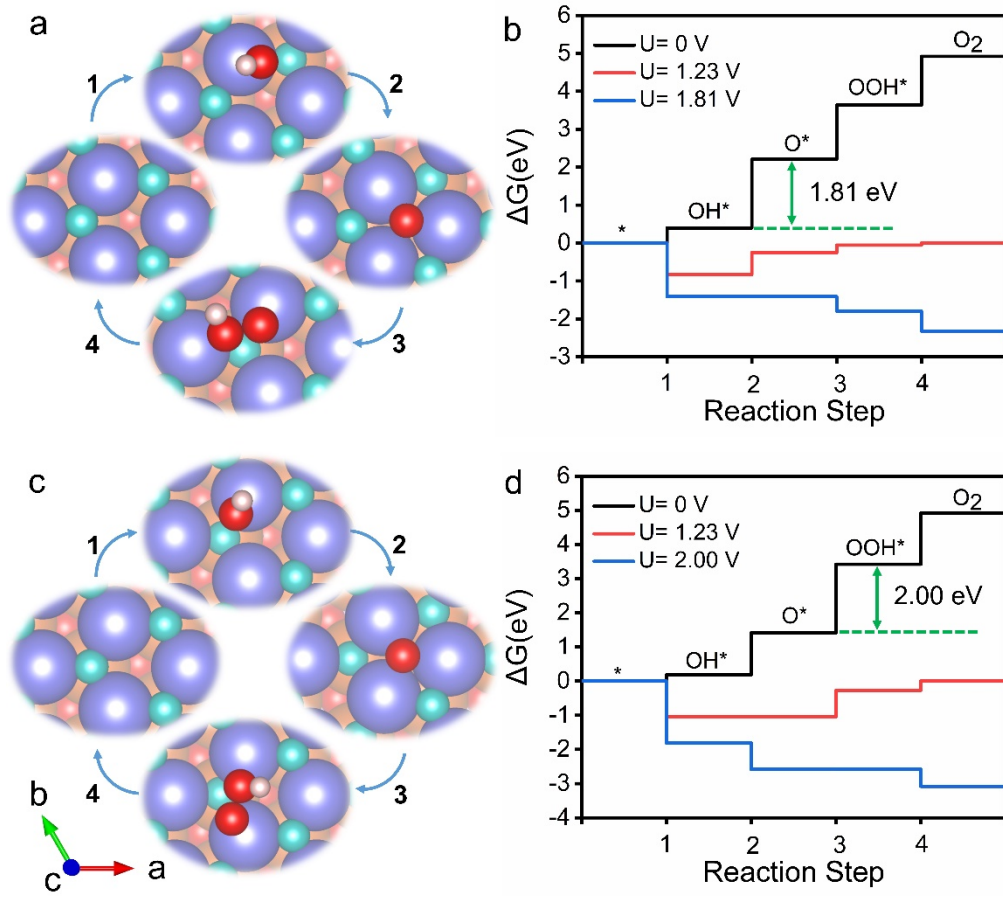 a
1
2
3
4
b
U= 0 V
U= 1.23 V
U= 1.81 V
*
OH*
O*
OOH*
O2
1.81 eV
6
5
4
3
2
1
0
-1
-2
-3
ΔG(eV)
1
2
3
4
Reaction Step
c
1
2
3
4
b
c
a
d
U= 0 V
U= 1.23 V
U= 2.00 V
*
OH*
O*
OOH*
O2
2.00 eV
6
5
4
3
2
1
0
-1
-2
-3
-4
ΔG(eV)
1
2
3
4
Reaction Step